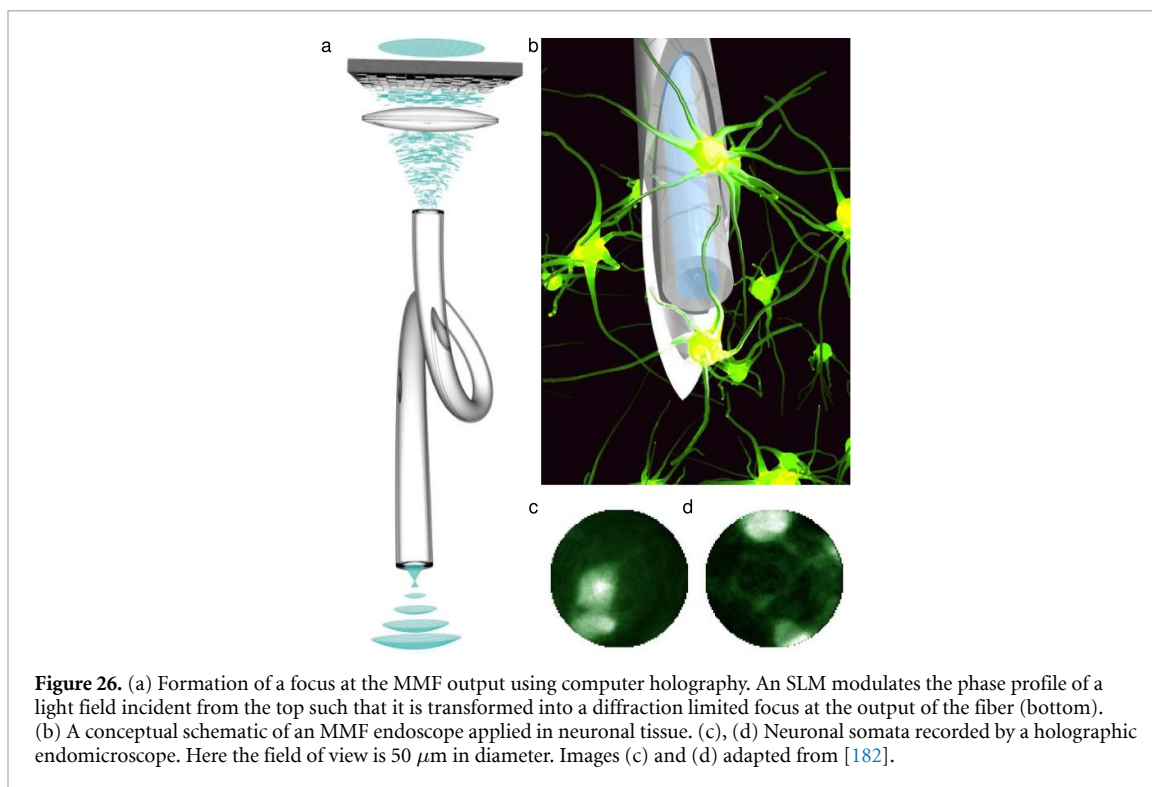 a
b
c
d
Figure 26. (a) Formation of a focus at the MMF output using computer holography. An SLM modulates the phase profile of a
light field incident from the top such that it is transformed into a diffraction limited focus at the output of the fiber (bottom).
(b) A conceptual schematic of an MMF endoscope applied in neuronal tissue. (c), (d) Neuronal somata recorded by a holographic
endomicroscope. Here the field of view is 50 μm in diameter. Images (c) and (d) adapted from [182].